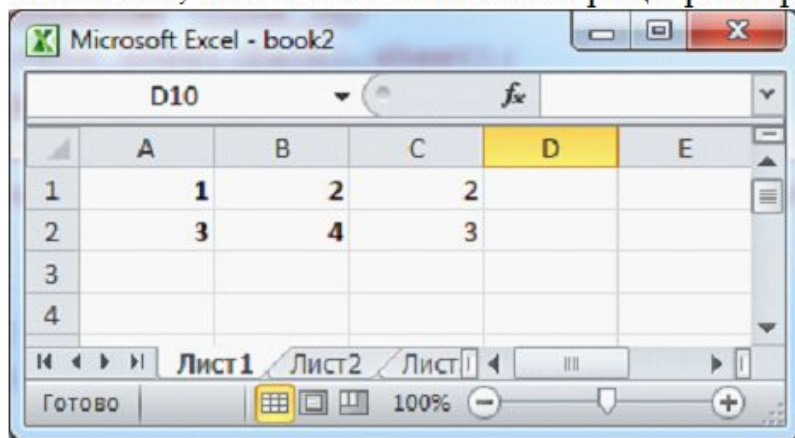 Microsoft Excel - book2
D10 fx
A B C D E
1 1 2 2
2 3 4 3
3
4
Лист1 Лист2 Лист
Готово 100%